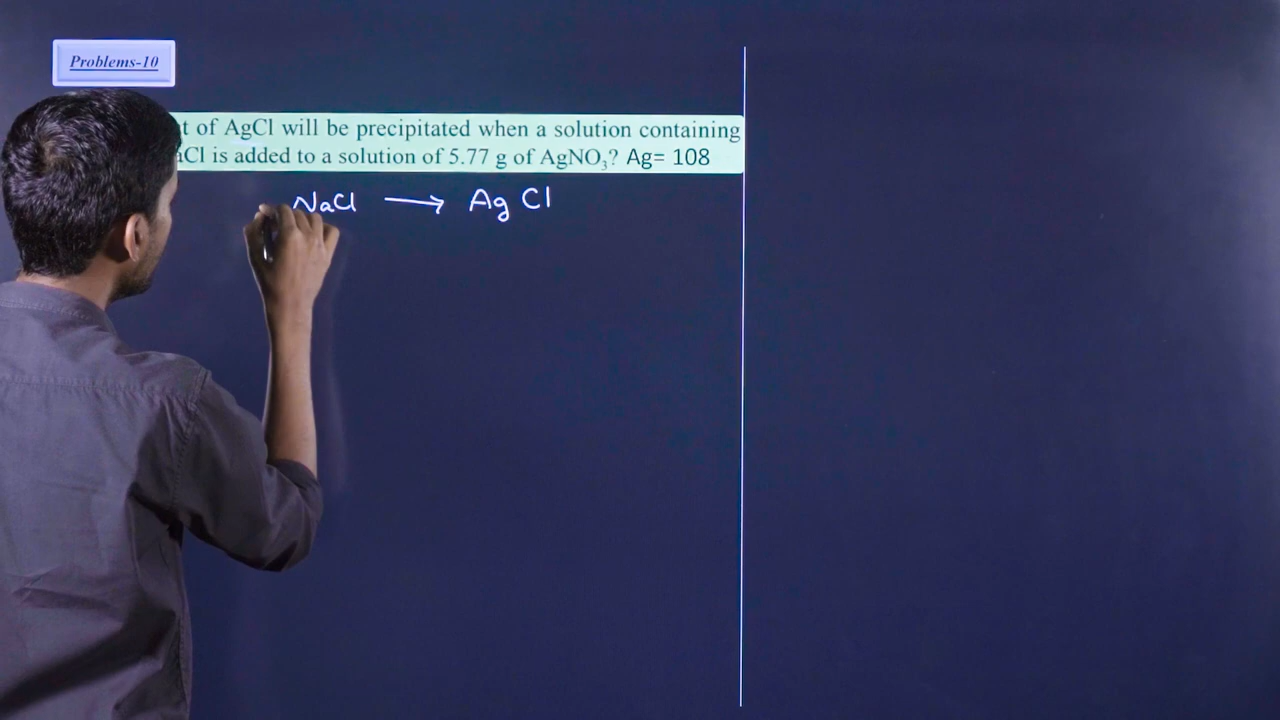 Problems-10
of AgCl will be precipitated when a solution containing
is added to a solution of 5.77 g of AgNO₃? Ag= 108
NaCl → Ag Cl